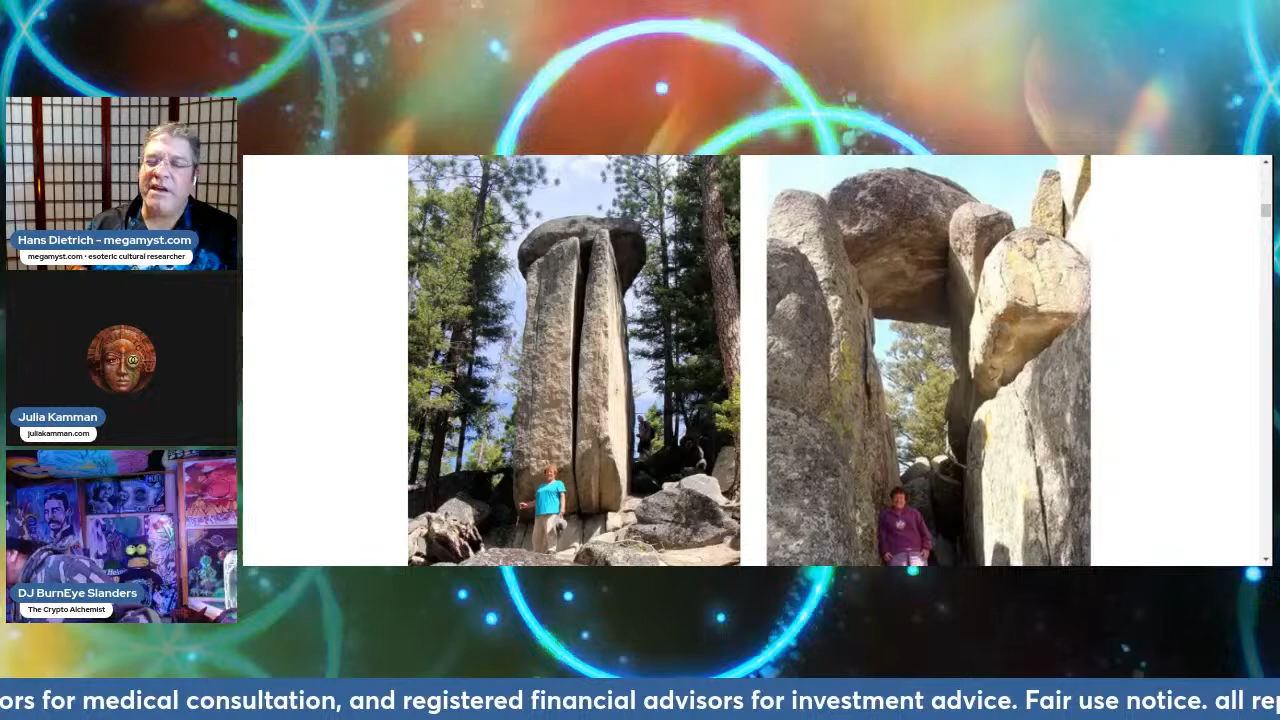 Hans Dietrich - megamyst.com
megamyst.com • esoteric cultural researcher
Julia Kamman
juliakamman.com
DJ BurnEye Slanders
The Crypto Alchemist
ors for medical consultation, and registered financial advisors for investment advice. Fair use notice. all re